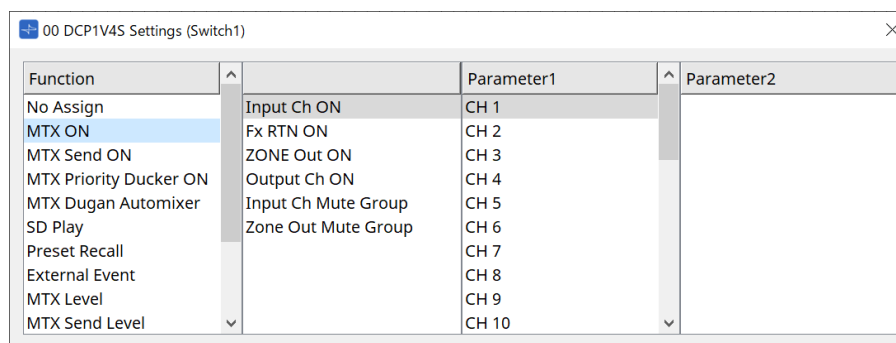 00 DCP1V4S Settings (Switch1)
Function Parameter1 Parameter2
No Assign Input Ch ON CH 1
MTX ON Fx RTN ON CH 2
MTX Send ON ZONE Out ON CH 3
MTX Priority Ducker ON Output Ch ON CH 4
MTX Dugan Automixer Input Ch Mute Group CH 5
SD Play Zone Out Mute Group CH 6
Preset Recall CH 7
External Event CH 8
MTX Level CH 9
MTX Send Level CH 10